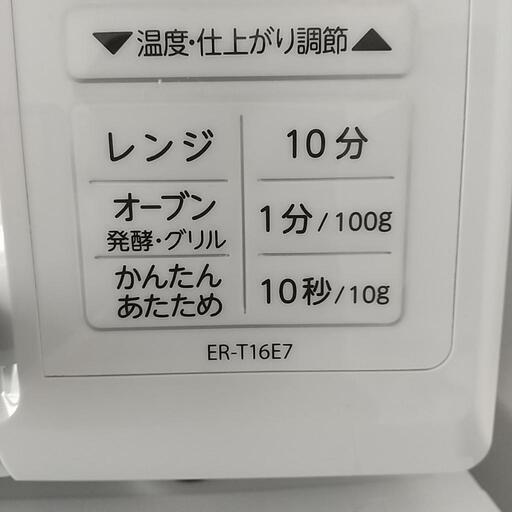 ▼温度・仕上がり調節▲
レンジ
10分
オーブン
発酵・グリル
1分/100g
かんたん
あたため
10秒/10g
ER-T16E7